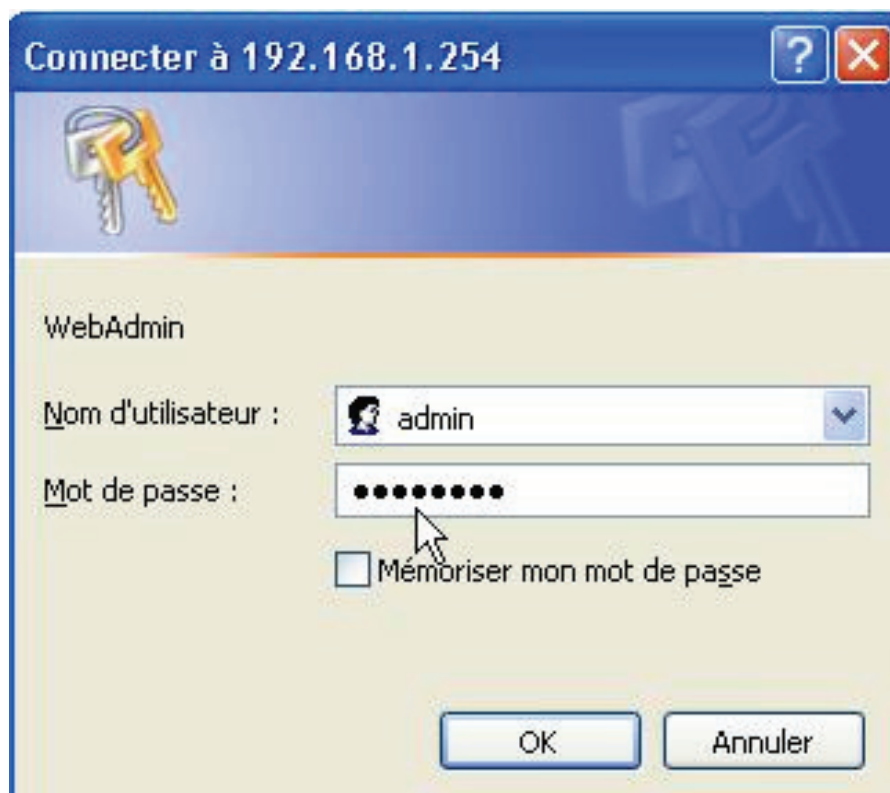 Connecter à 192.168.1.254
WebAdmin
Nom d'utilisateur :
admin
Mot de passe :
••••••••
Mémoriser mon mot de passe
OK
Annuler